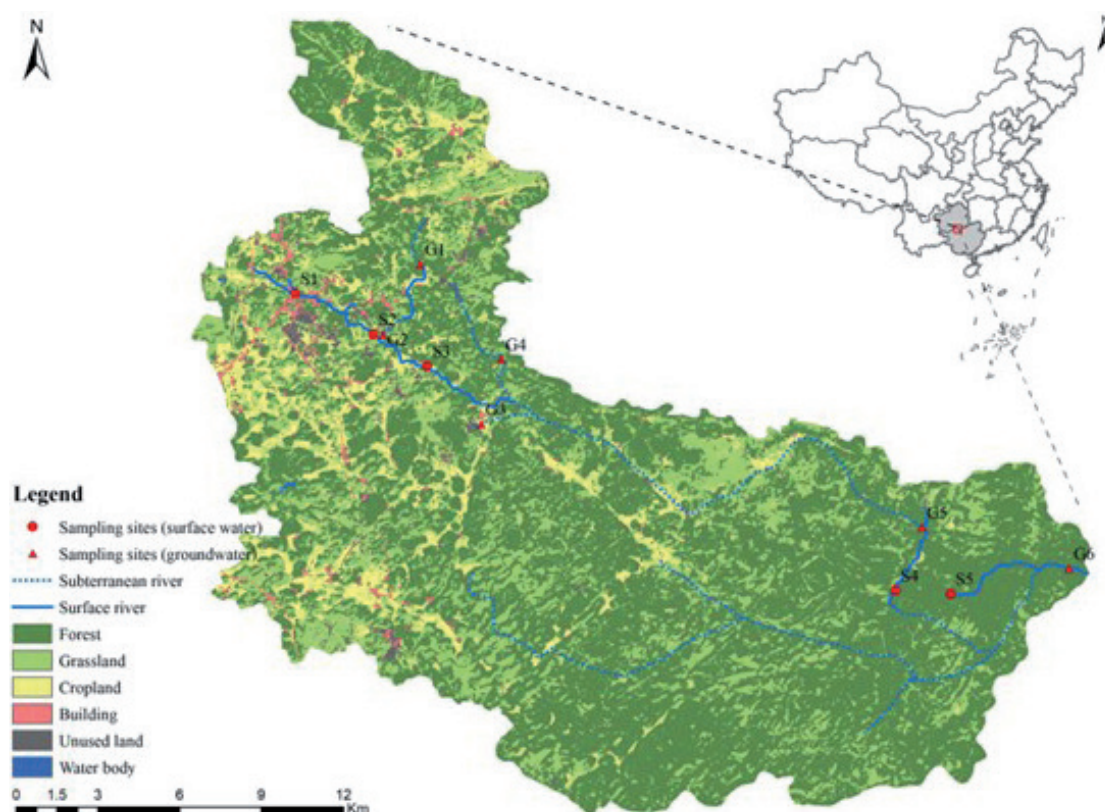 N
G1
S1
S2
G2
S3
G4
G3
G5
G6
S4
S5
Legend
Sampling sites (surface water)
Sampling sites (groundwater)
Subterranean river
Surface river
Forest
Grassland
Cropland
Building
Unused land
Water body
0 1.5 3 6 9 12
Km